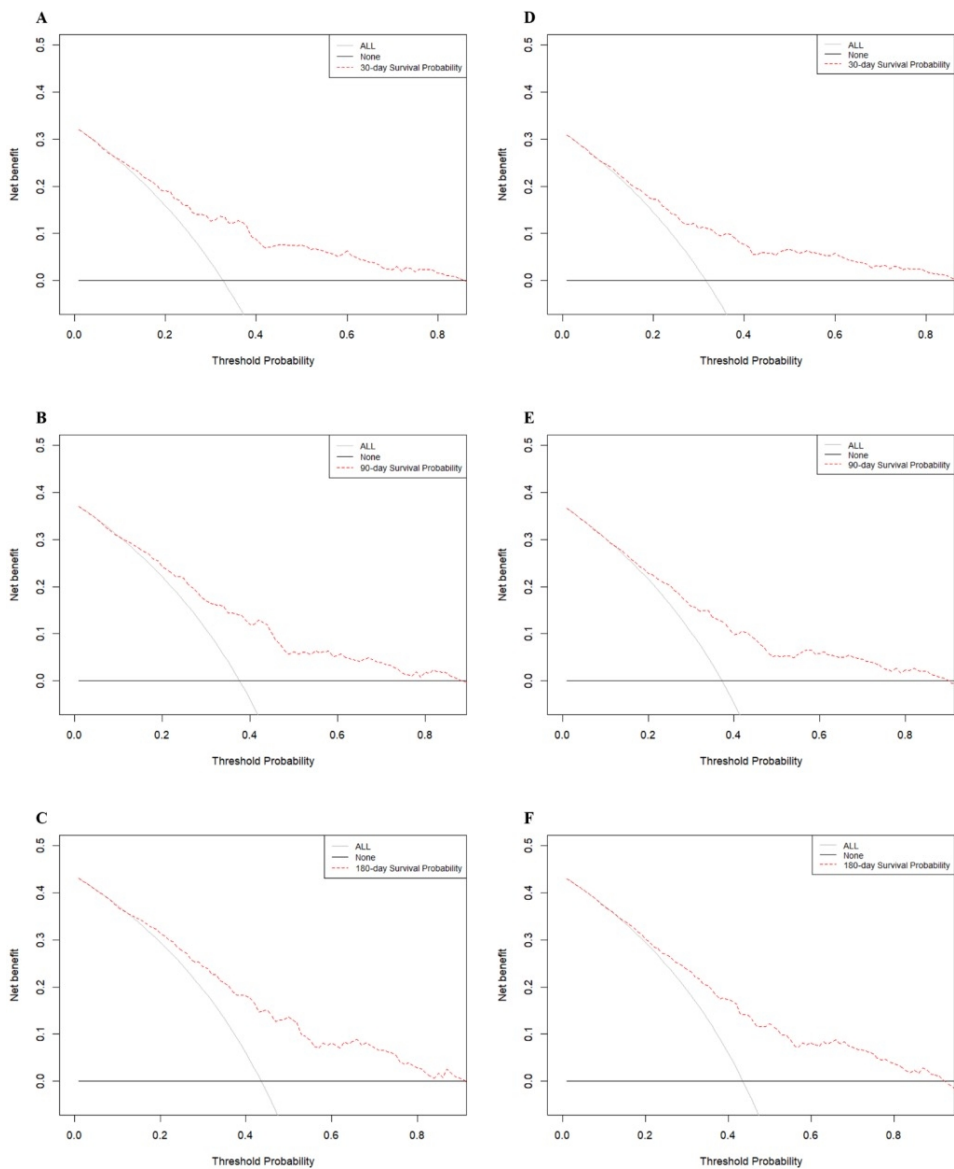 A
ALL
None
30-day Survival Probability
Net benefit
0.5
0.4
0.3
0.2
0.1
0.0
0.0 0.2 0.4 0.6 0.8
Threshold Probability
D
ALL
None
30-day Survival Probability
Net benefit
0.5
0.4
0.3
0.2
0.1
0.0
0.0 0.2 0.4 0.6 0.8
Threshold Probability
B
ALL
None
90-day Survival Probability
Net benefit
0.5
0.4
0.3
0.2
0.1
0.0
0.0 0.2 0.4 0.6 0.8
Threshold Probability
E
ALL
None
90-day Survival Probability
Net benefit
0.5
0.4
0.3
0.2
0.1
0.0
0.0 0.2 0.4 0.6 0.8
Threshold Probability
C
ALL
None
180-day Survival Probability
Net benefit
0.5
0.4
0.3
0.2
0.1
0.0
0.0 0.2 0.4 0.6 0.8
Threshold Probability
F
ALL
None
180-day Survival Probability
Net benefit
0.5
0.4
0.3
0.2
0.1
0.0
0.0 0.2 0.4 0.6 0.8
Threshold Probability